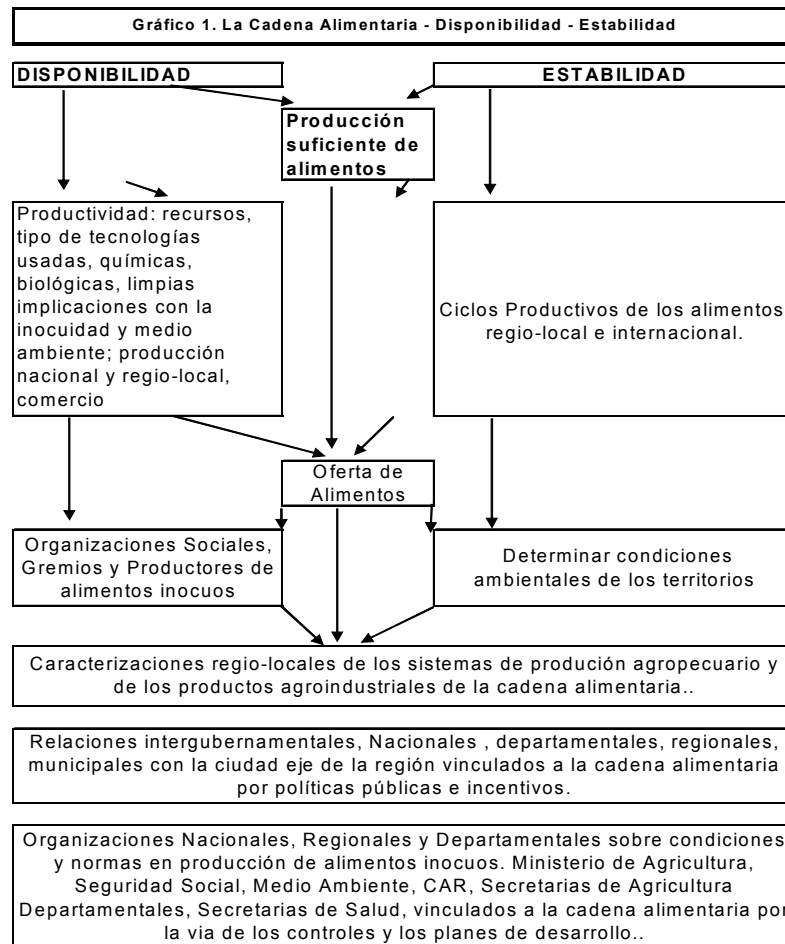 Gráfico 1. La Cadena Alimentaria - Disponibilidad - Estabilidad
DISPONIBILIDAD
ESTABILIDAD
Producción
suficiente de
alimentos
Productividad: recursos,
tipo de tecnologías
usadas, químicas,
biológicas, limpias
implicaciones con la
inocuidad y medio
ambiente; producción
nacional y regio-local,
comercio
Ciclos Productivos de los alimentos
regio-local e internacional.
Oferta de
Alimentos
Organizaciones Sociales,
Gremios y Productores de
alimentos inocuos
Determinar condiciones
ambientales de los territorios
Caracterizaciones regio-locales de los sistemas de produción agropecuario y
de los productos agroindustriales de la cadena alimentaria..
Relaciones intergubernamentales, Nacionales , departamentales, regionales,
municipales con la ciudad eje de la región vinculados a la cadena alimentaria
por políticas públicas e incentivos.
Organizaciones Nacionales, Regionales y Departamentales sobre condiciones
y normas en producción de alimentos inocuos. Ministerio de Agricultura,
Seguridad Social, Medio Ambiente, CAR, Secretarias de Agricultura
Departamentales, Secretarias de Salud, vinculados a la cadena alimentaria por
la via de los controles y los planes de desarrollo..